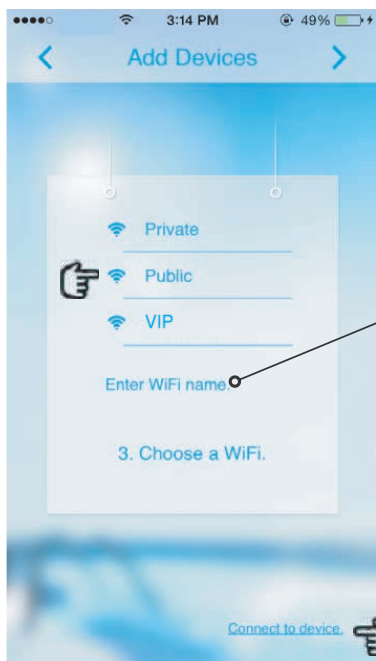 3:14 PM 49%
Add Devices
Private
Public
VIP
Enter WiFi name.
3. Choose a WiFi.
Connect to device.